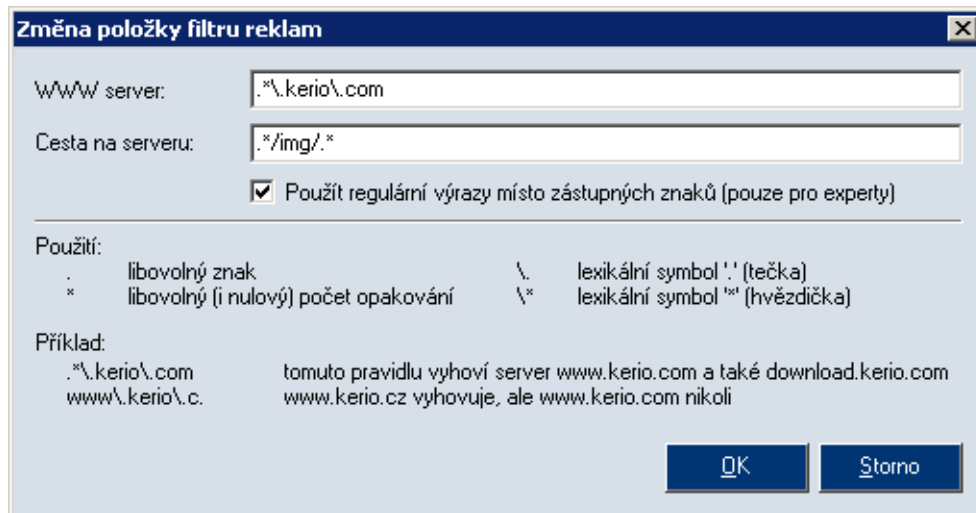 Změna položky filtru reklam
WWW server: .*\.kerio\.com
Cesta na serveru: .*/img/.*
Použít regulární výrazy místo zástupných znaků (pouze pro experty)
Použití:
. libovolný znak \. lexikální symbol '.' (tečka)
* libovolný (i nulový) počet opakování \* lexikální symbol '*' (hvězdička)
Příklad:
.*\.kerio\.com tomuto pravidlu vyhoví server www.kerio.com a také download.kerio.com
www\.kerio\.c. www.kerio.cz vyhovuje, ale www.kerio.com nikoli
OK Storno